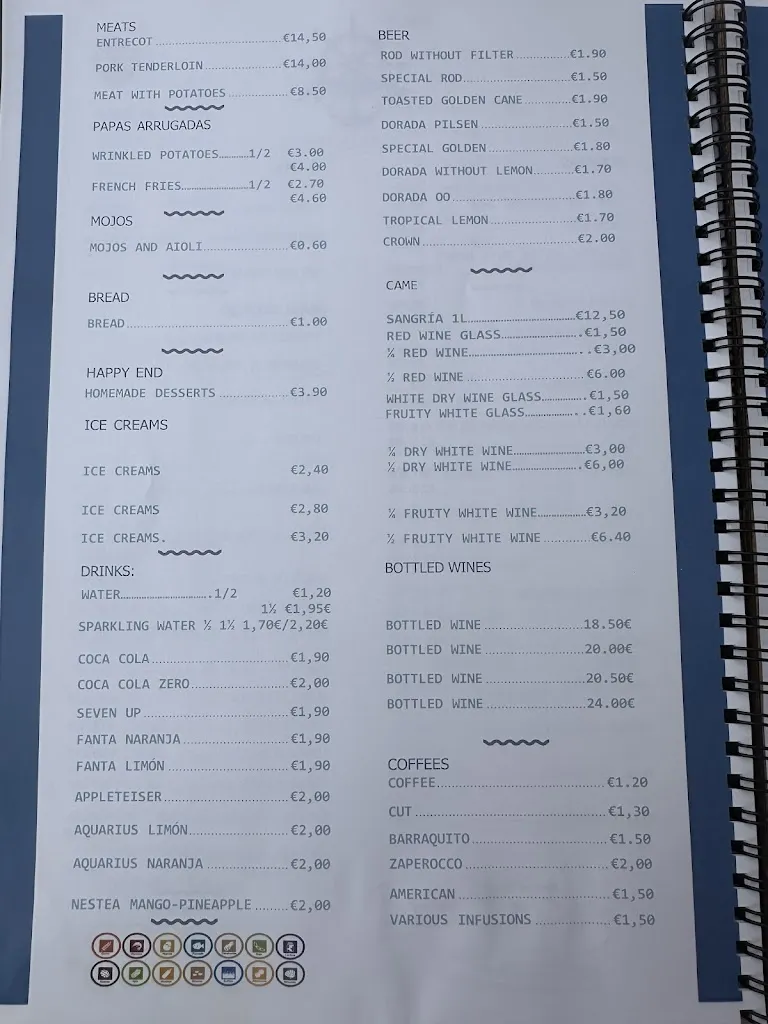 MEATS
ENTRECOT €14,50
PORK TENDERLOIN €14,00
MEAT WITH POTATOES €8.50
PAPAS ARRUGADAS
WRINKLED POTATOES 1/2 €3.00
€4.00
FRENCH FRIES 1/2 €2.70
€4.60
MOJOS
MOJOS AND AIOLI €0.60
BREAD
BREAD €1.00
HAPPY END
HOMEMADE DESSERTS €3.90
ICE CREAMS
ICE CREAMS €2,40
ICE CREAMS €2,80
ICE CREAMS. €3,20
DRINKS:
WATER 1/2 €1,20
1½ €1,95€
SPARKLING WATER ½ 1½ 1,70€/2,20€
COCA COLA €1,90
COCA COLA ZERO €2,00
SEVEN UP €1,90
FANTA NARANJA €1,90
FANTA LIMÓN €1,90
APPLETEISER €2,00
AQUARIUS LIMÓN €2,00
AQUARIUS NARANJA €2,00
NESTEA MANGO-PINEAPPLE €2,00
BEER
ROD WITHOUT FILTER €1.90
SPECIAL ROD €1.50
TOASTED GOLDEN CANE €1.90
DORADA PILSEN €1.50
SPECIAL GOLDEN €1.80
DORADA WITHOUT LEMON €1.70
DORADA OO €1.80
TROPICAL LEMON €1.70
CROWN €2.00
CAME
SANGRÍA 1L €12,50
RED WINE GLASS €1,50
¼ RED WINE €3,00
½ RED WINE €6.00
WHITE DRY WINE GLASS €1,50
FRUITY WHITE GLASS €1,60
¼ DRY WHITE WINE €3,00
½ DRY WHITE WINE €6,00
¼ FRUITY WHITE WINE €3,20
½ FRUITY WHITE WINE €6.40
BOTTLED WINES
BOTTLED WINE 18.50€
BOTTLED WINE 20.00€
BOTTLED WINE 20.50€
BOTTLED WINE 24.00€
COFFEES
COFFEE €1.20
CUT €1,30
BARRAQUITO €1.50
ZAPEROCCO €2,00
AMERICAN €1,50
VARIOUS INFUSIONS €1,50